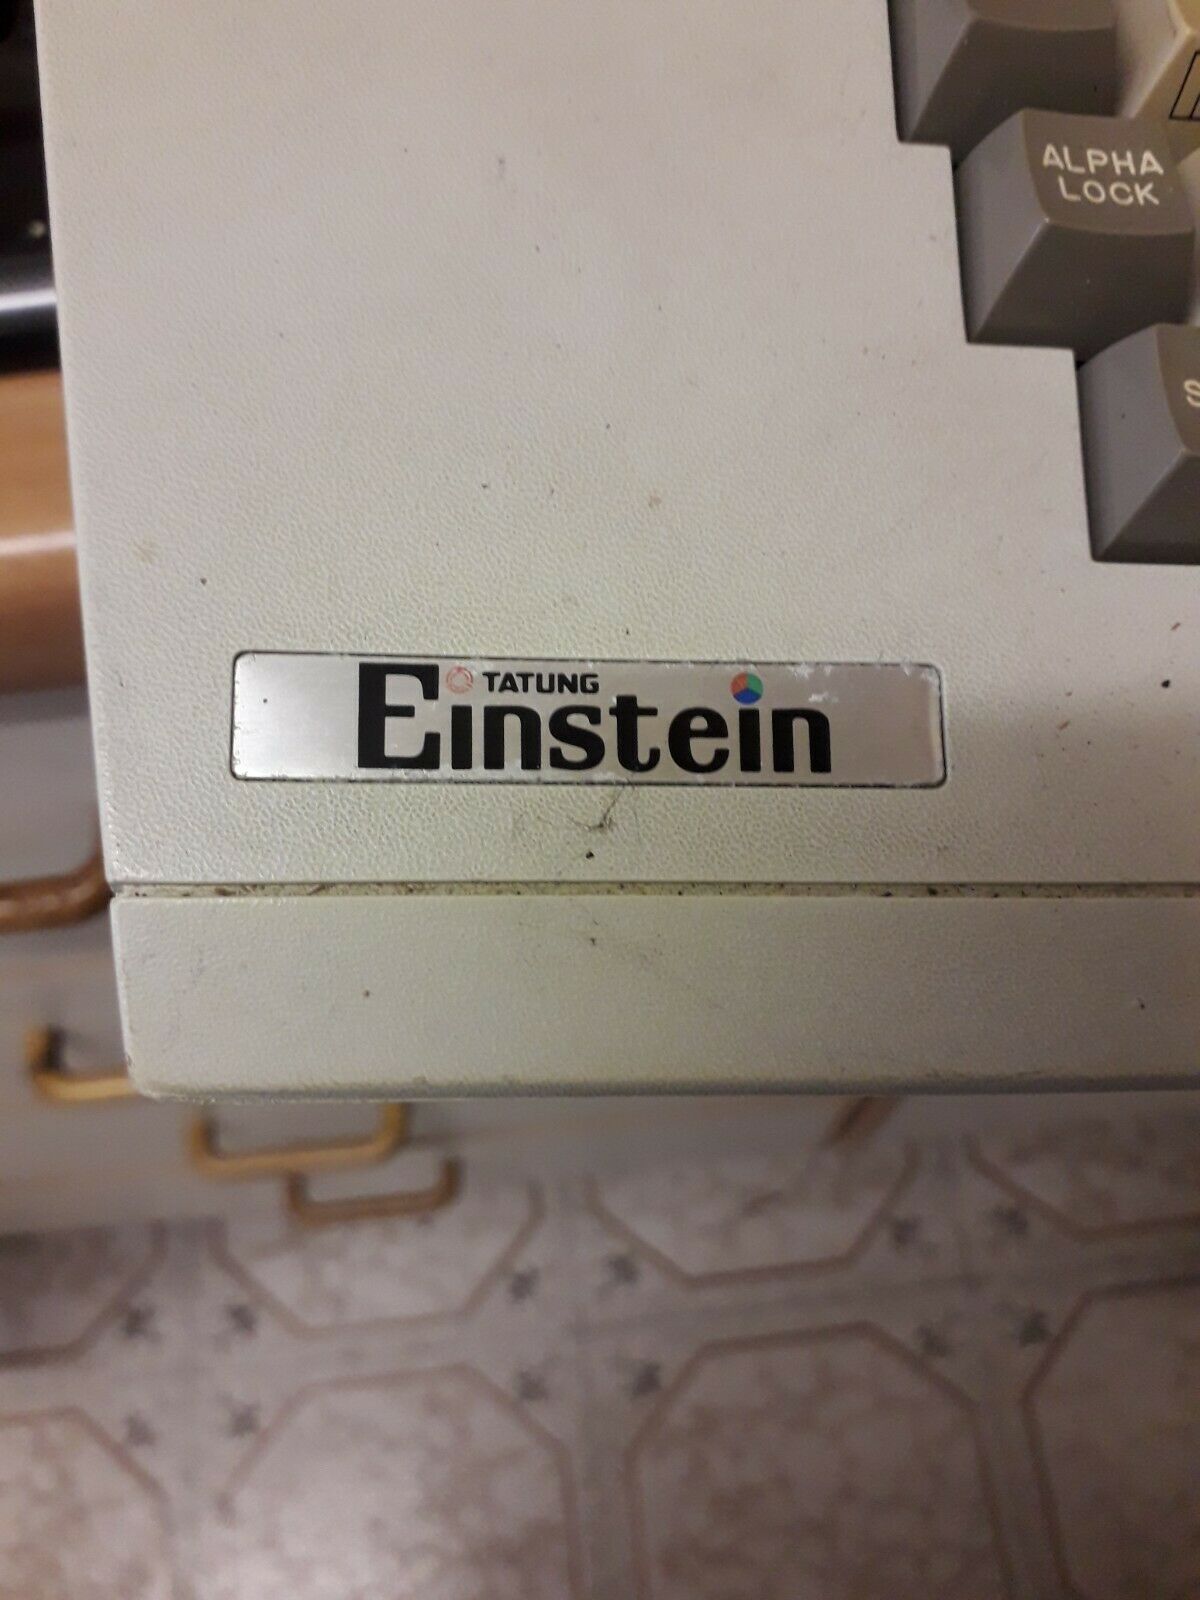 ALPHA
LOCK
TATUNG
Einstein